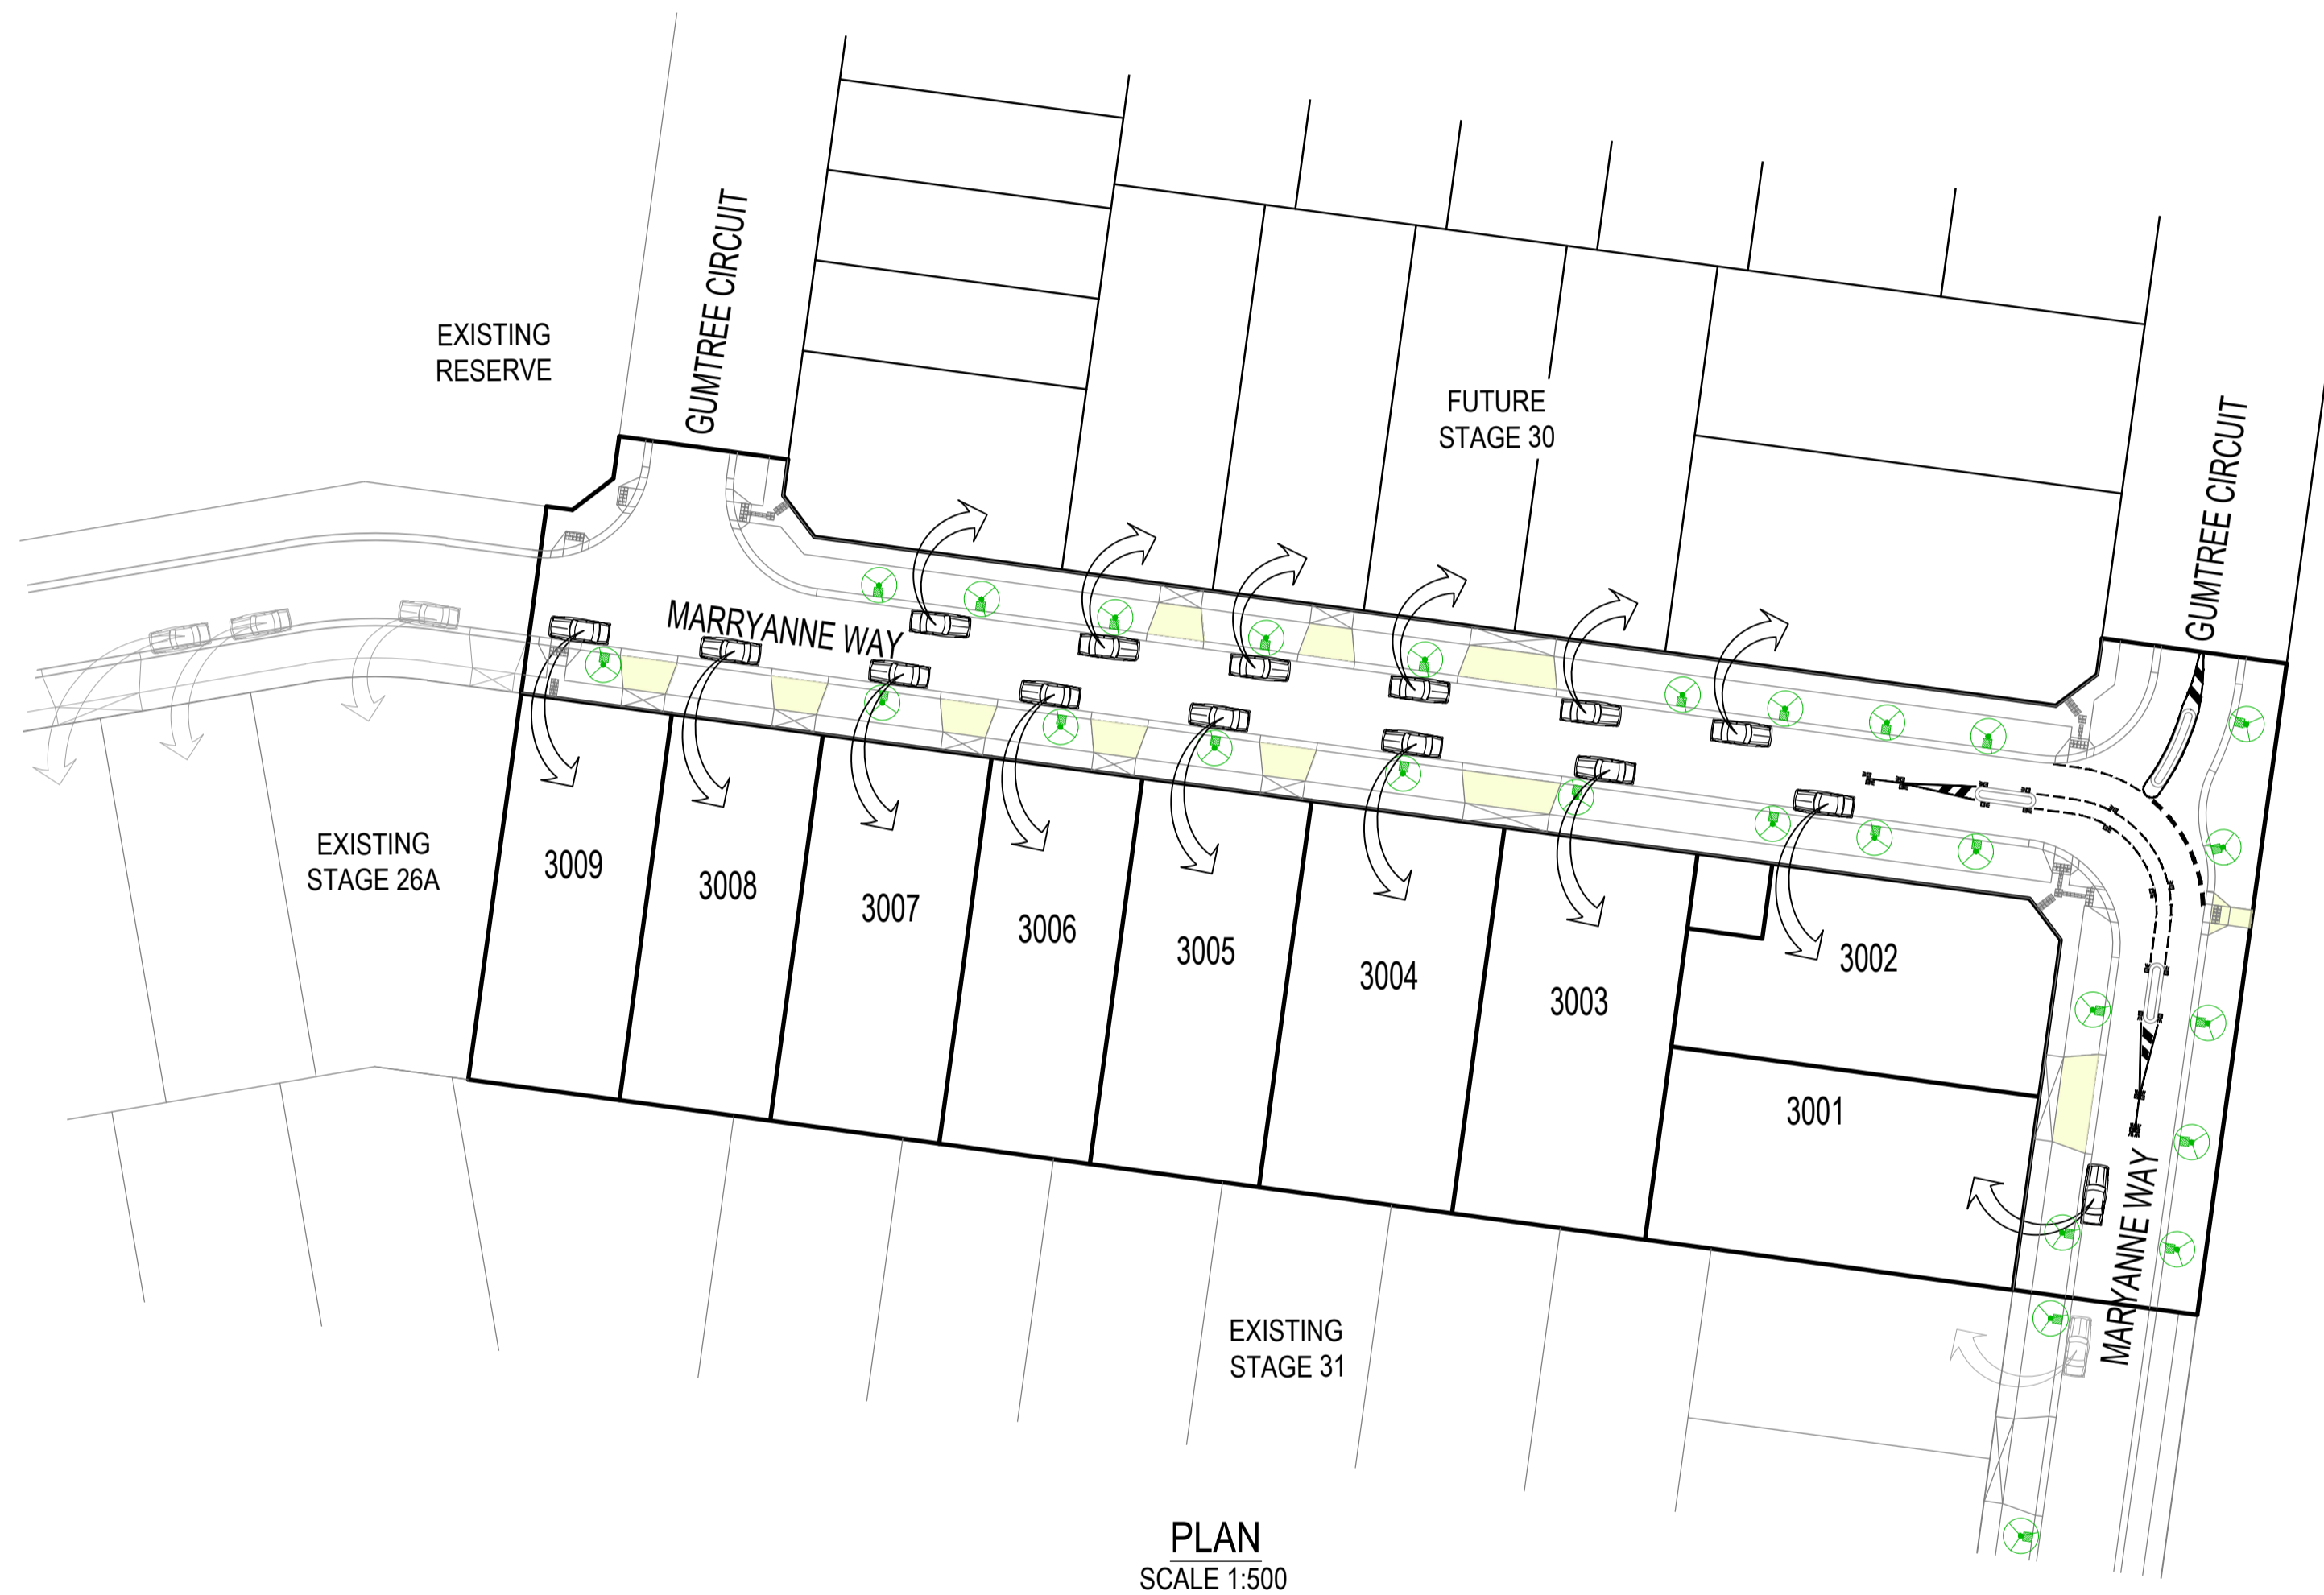 GUMTREE CIRCUIT
EXISTING
RESERVE
FUTURE
STAGE 30
GUMTREE CIRCUIT
MARRYANNE WAY
EXISTING
STAGE 26A
3009
3008
3007
3006
3005
3004
3003
3002
3001
MARYANNE WAY
EXISTING
STAGE 31
PLAN
SCALE 1:500